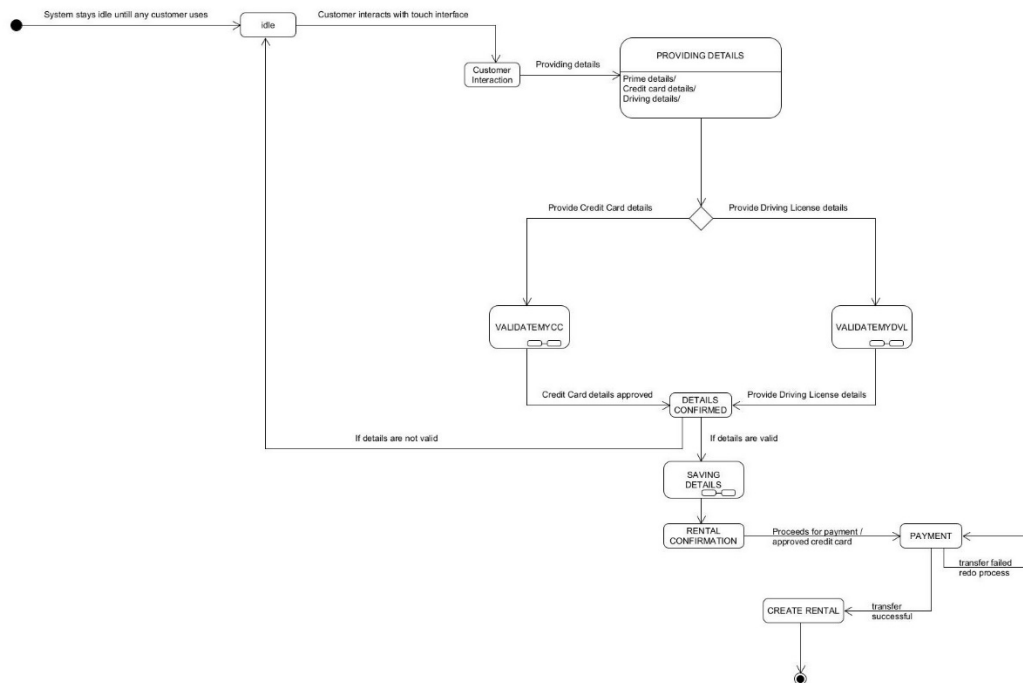 System stays idle untill any customer uses
idle
Customer interacts with touch interface
Customer
Interaction
Providing details
PROVIDING DETAILS
Prime details/
Credit card details/
Driving details/
Provide Credit Card details
Provide Driving License details
VALIDATEMYCC
VALIDATEMYDVL
Credit Card details approved
DETAILS
CONFIRMED
Provide Driving License details
If details are not valid
If details are valid
SAVING
DETAILS
RENTAL
CONFIRMATION
Proceeds for payment /
approved credit card
PAYMENT
transfer failed
redo process
CREATE RENTAL
transfer
successful